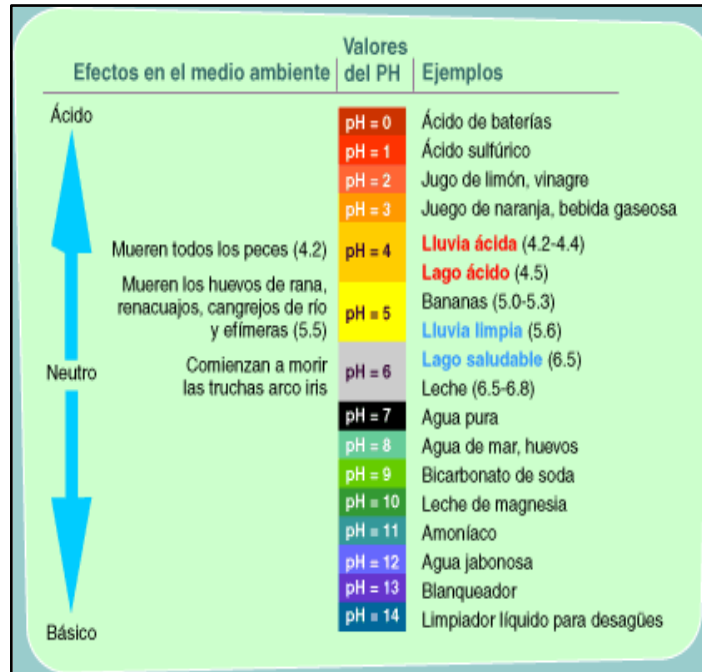 Efectos en el medio ambiente
Valores
del PH
Ejemplos
Ácido
pH = 0 Ácido de baterías
pH = 1 Ácido sulfúrico
pH = 2 Jugo de limón, vinagre
pH = 3 Juego de naranja, bebida gaseosa
Mueren todos los peces (4.2)
pH = 4
Lluvia ácida (4.2-4.4)
Lago ácido (4.5)
Mueren los huevos de rana,
renacuajos, cangrejos de río
y efímeras (5.5)
pH = 5
Bananas (5.0-5.3)
Lluvia limpia (5.6)
Neutro
Comienzan a morir
las truchas arco iris
pH = 6
Lago saludable (6.5)
Leche (6.5-6.8)
pH = 7 Agua pura
pH = 8 Agua de mar, huevos
pH = 9 Bicarbonato de soda
pH = 10 Leche de magnesia
pH = 11 Amoníaco
pH = 12 Agua jabonosa
pH = 13 Blanqueador
pH = 14 Limpiador líquido para desagües
Básico